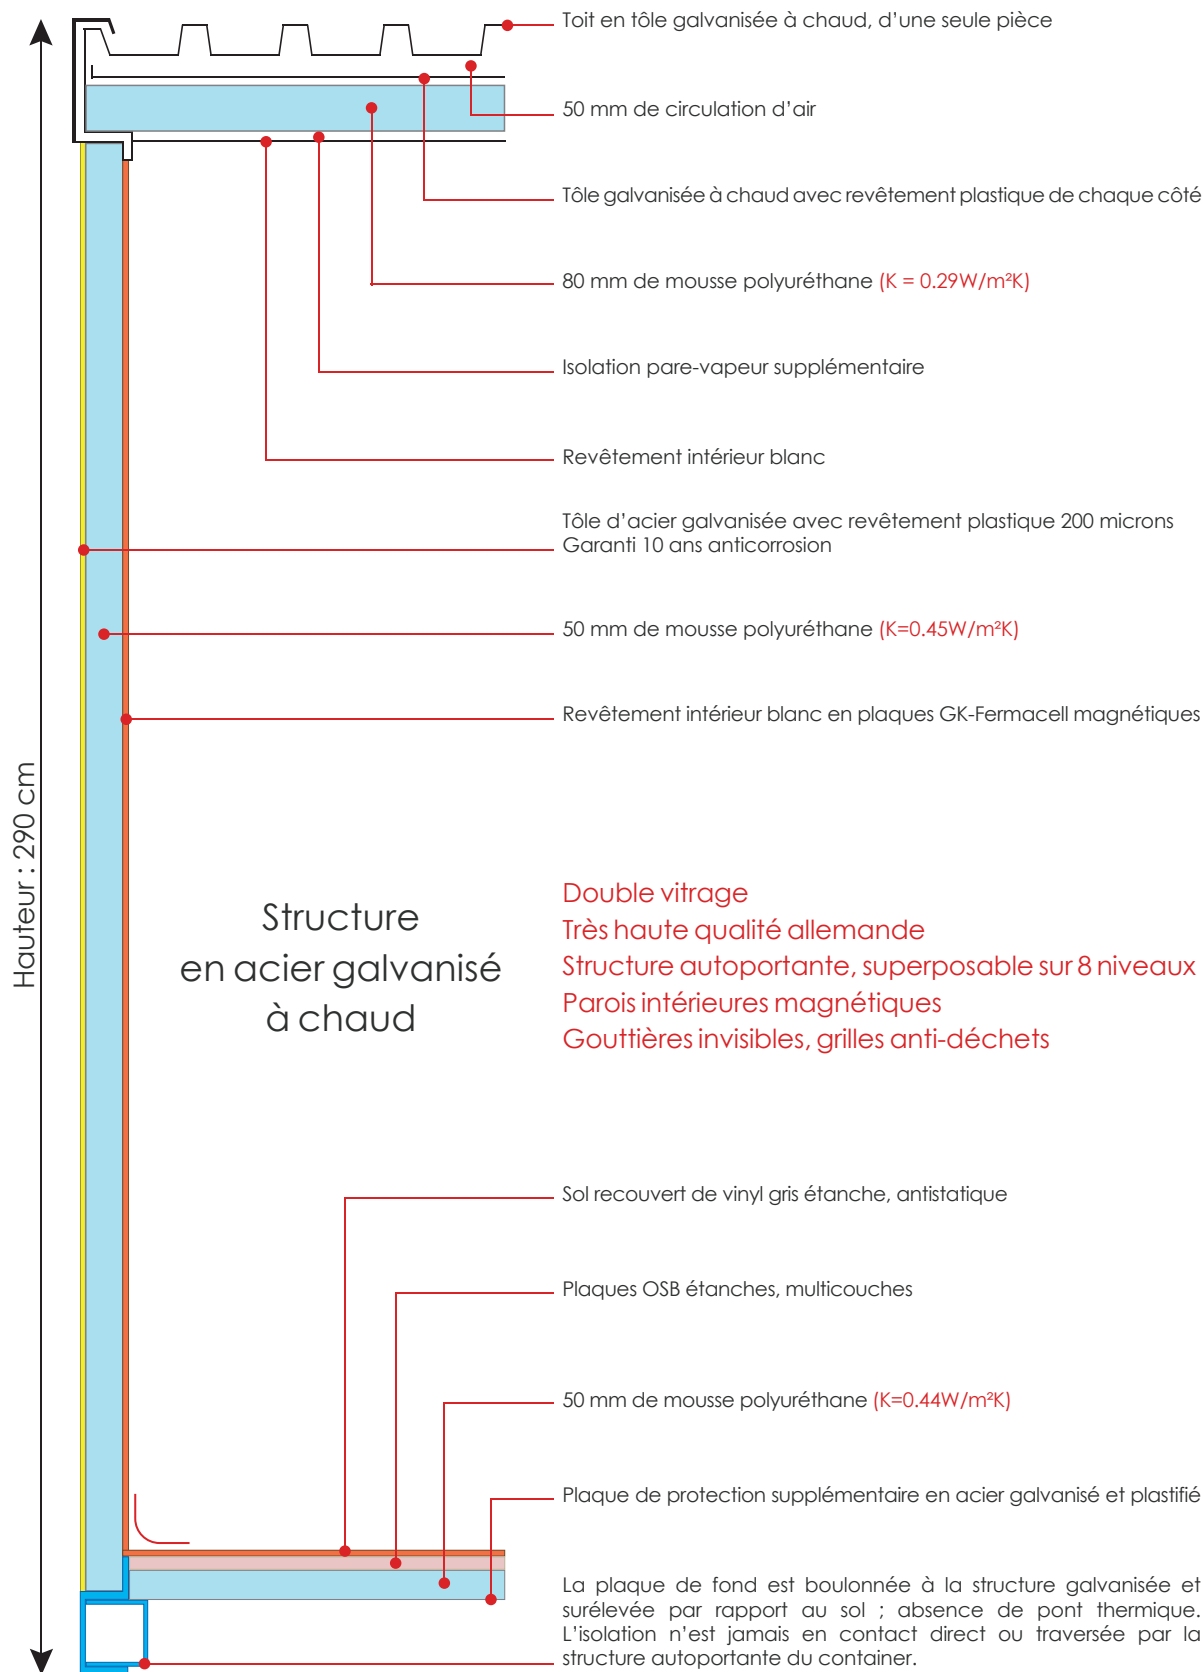 Toit en tôle galvanisée à chaud, d’une seule pièce
50 mm de circulation d’air
Tôle galvanisée à chaud avec revêtement plastique de chaque côté
80 mm de mousse polyuréthane (K = 0.29W/m²K)
Isolation pare-vapeur supplémentaire
Revêtement intérieur blanc
Tôle d’acier galvanisée avec revêtement plastique 200 microns
Garanti 10 ans anticorrosion
50 mm de mousse polyuréthane (K=0.45W/m²K)
Revêtement intérieur blanc en plaques GK-Fermacell magnétiques
Hauteur : 290 cm
Structure
en acier galvanisé
à chaud
Double vitrage
Très haute qualité allemande
Structure autoportante, superposable sur 8 niveaux
Parois intérieures magnétiques
Gouttières invisibles, grilles anti-déchets
Sol recouvert de vinyl gris étanche, antistatique
Plaques OSB étanches, multicouches
50 mm de mousse polyuréthane (K=0.44W/m²K)
Plaque de protection supplémentaire en acier galvanisé et plastifié
La plaque de fond est boulonnée à la structure galvanisée et
surélevée par rapport au sol ; absence de pont thermique.
L’isolation n’est jamais en contact direct ou traversée par la
structure autoportante du container.